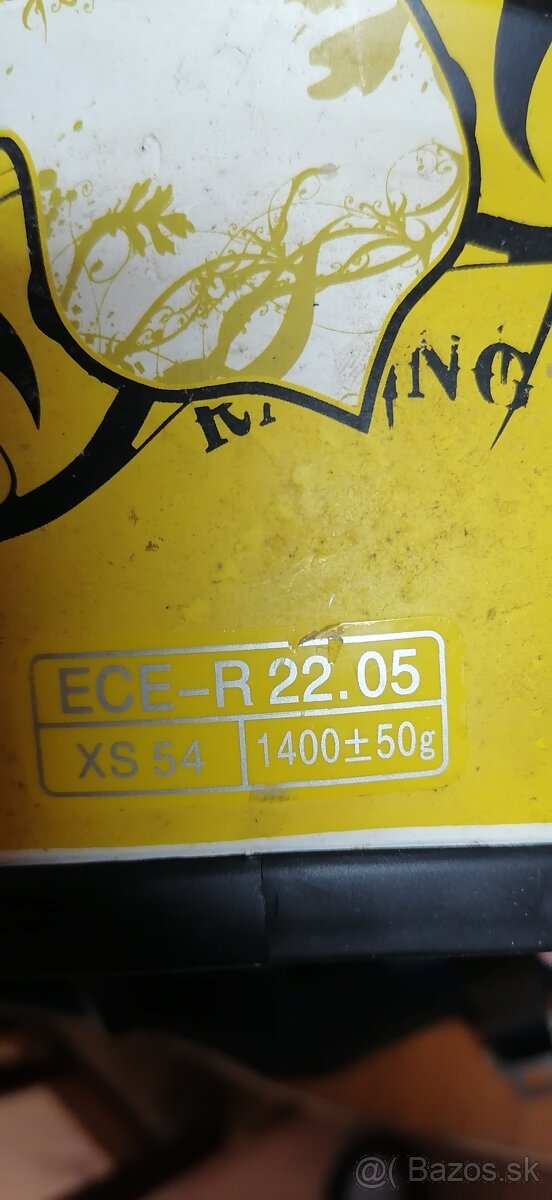 ECE-R 22.05
XS 54
1400±50g
@( Bazos.sk